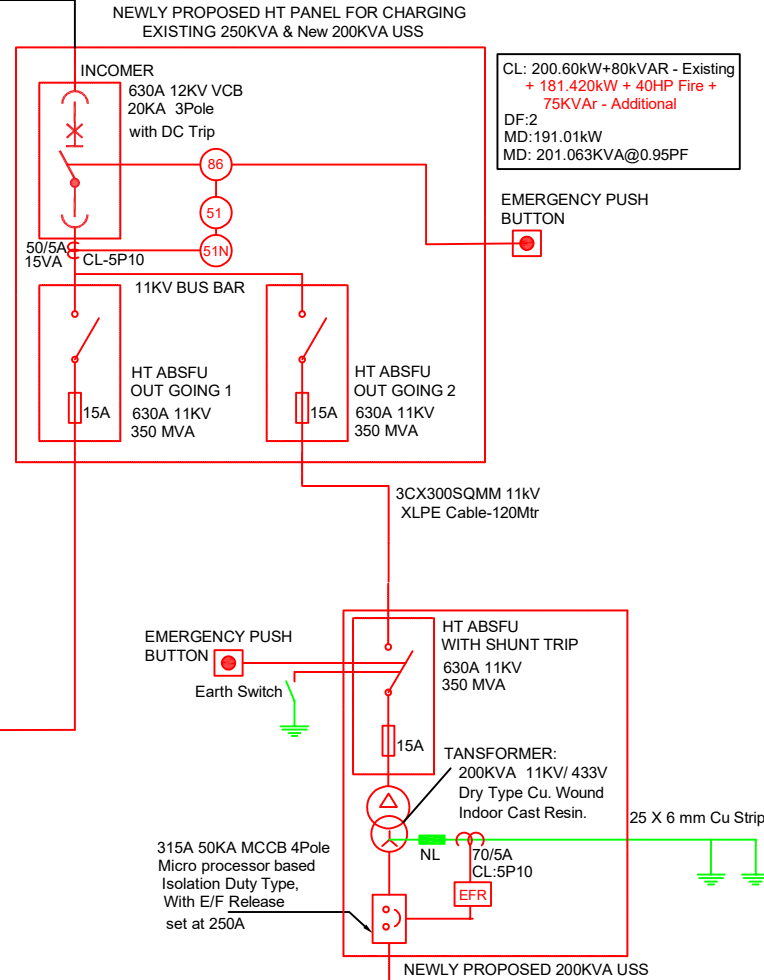 NEWLY PROPOSED HT PANEL FOR CHARGING
EXISTING 250KVA & New 200KVA USS
INCOMER
630A 12KV VCB
20KA 3Pole
with DC Trip
CL: 200.60kW+80kVAR - Existing
+ 181.420kW + 40HP Fire +
75KVAr - Additional
DF:2
MD:191.01kW
MD: 201.063KVA@0.95PF
86
51
51N
EMERGENCY PUSH
BUTTON
50/5A
15VA
CL-5P10
11KV BUS BAR
HT ABSFU
OUT GOING 1
630A 11KV
350 MVA
15A
HT ABSFU
OUT GOING 2
630A 11KV
350 MVA
15A
3CX300SQMM 11kV
XLPE Cable-120Mtr
EMERGENCY PUSH
BUTTON
Earth Switch
HT ABSFU
WITH SHUNT TRIP
630A 11KV
350 MVA
15A
TANSFORMER:
200KVA 11KV/ 433V
Dry Type Cu. Wound
Indoor Cast Resin.
25 X 6 mm Cu Strip
NL
70/5A
CL:5P10
EFR
315A 50KA MCCB 4Pole
Micro processor based
Isolation Duty Type,
With E/F Release
set at 250A
NEWLY PROPOSED 200KVA USS